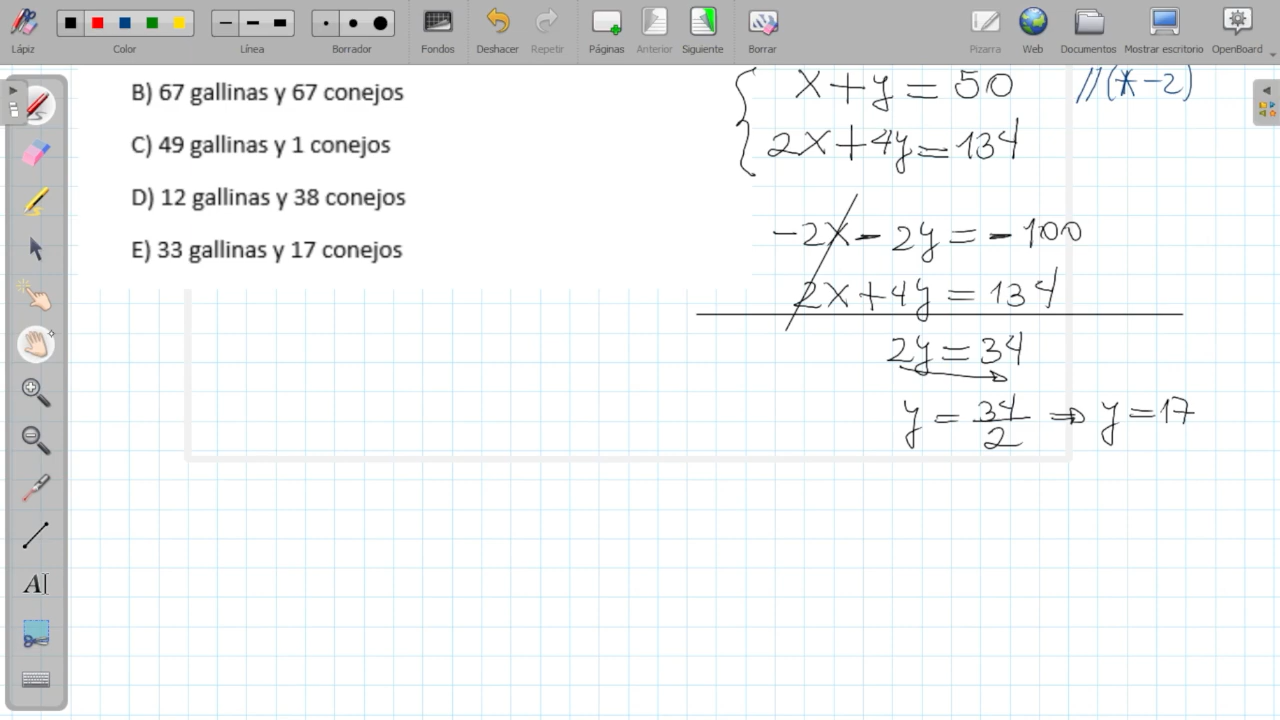 Lápiz
Color
Línea
Borrador
Fondos
Deshacer
Repetir
Páginas
Anterior
Siguiente
Borrar
Pizarra
Web
Documentos
Mostrar escritorio
OpenBoard
B) 67 gallinas y 67 conejos
C) 49 gallinas y 1 conejos
D) 12 gallinas y 38 conejos
E) 33 gallinas y 17 conejos
x+y=50 //(*-2)
2x+4y=134
-2x-2y=-100
2x+4y=134
2y=34
y=34/2 ⇒ y=17
A